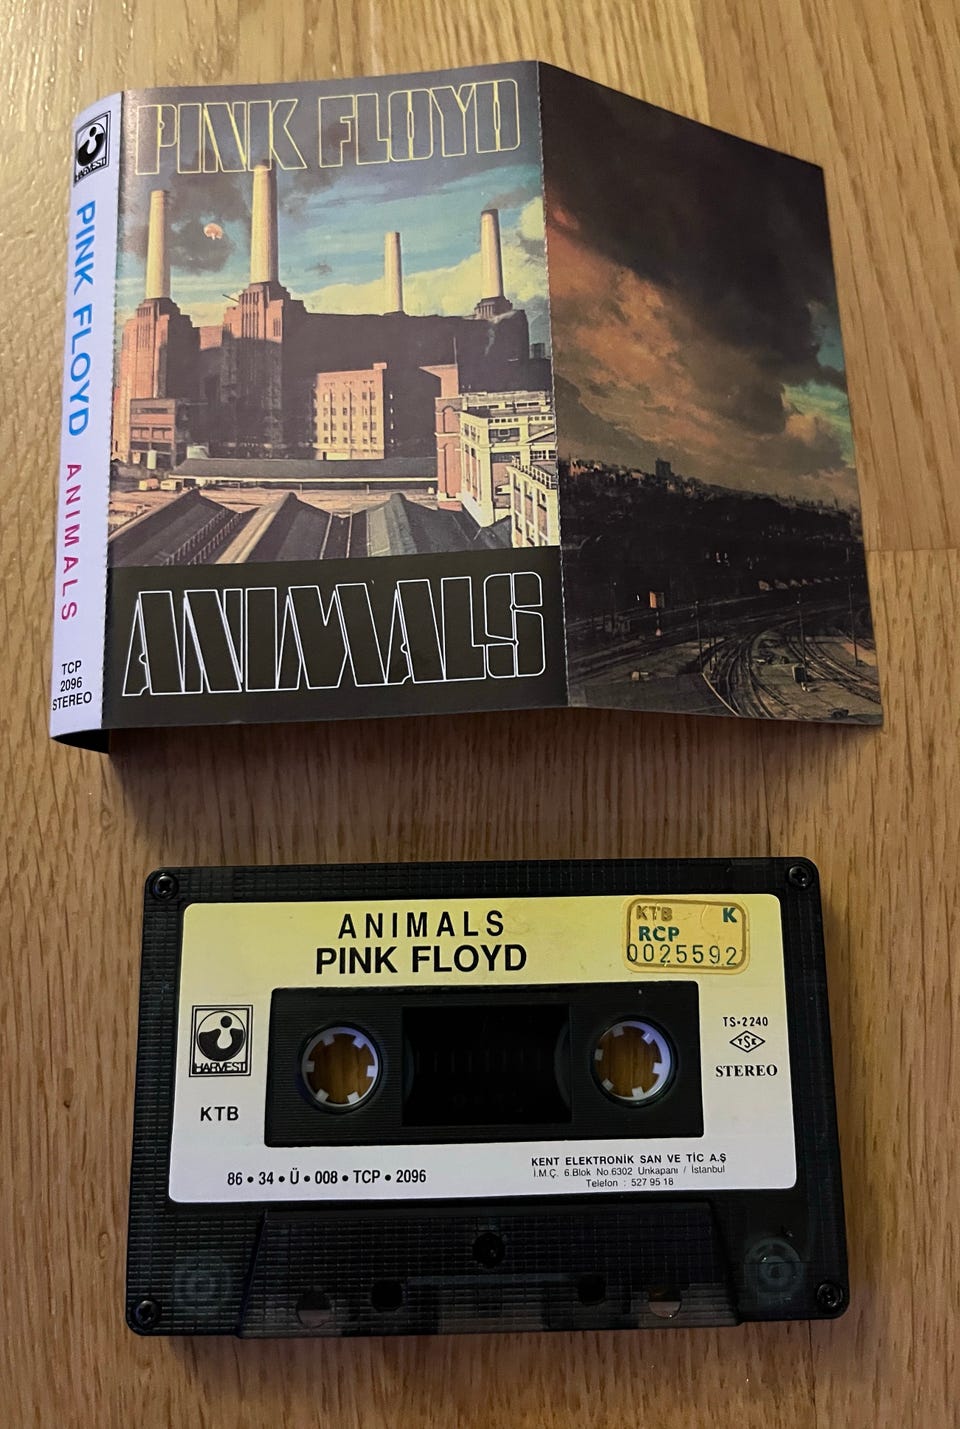 HARVEST
PINK FLOYD ANIMALS
TCP
2096
STEREO
PINK FLOYD
ANIMALS
ANIMALS
PINK FLOYD
KTB K
RCP
0025592
HARVEST
KTB
TS•2240
TSE
STEREO
86 • 34 • Ü • 008 • TCP • 2096
KENT ELEKTRONİK SAN VE TİC A.Ş
İ.M.Ç. 6.Blok No.6302 Unkapanı / İstanbul
Telefon : 527 95 18